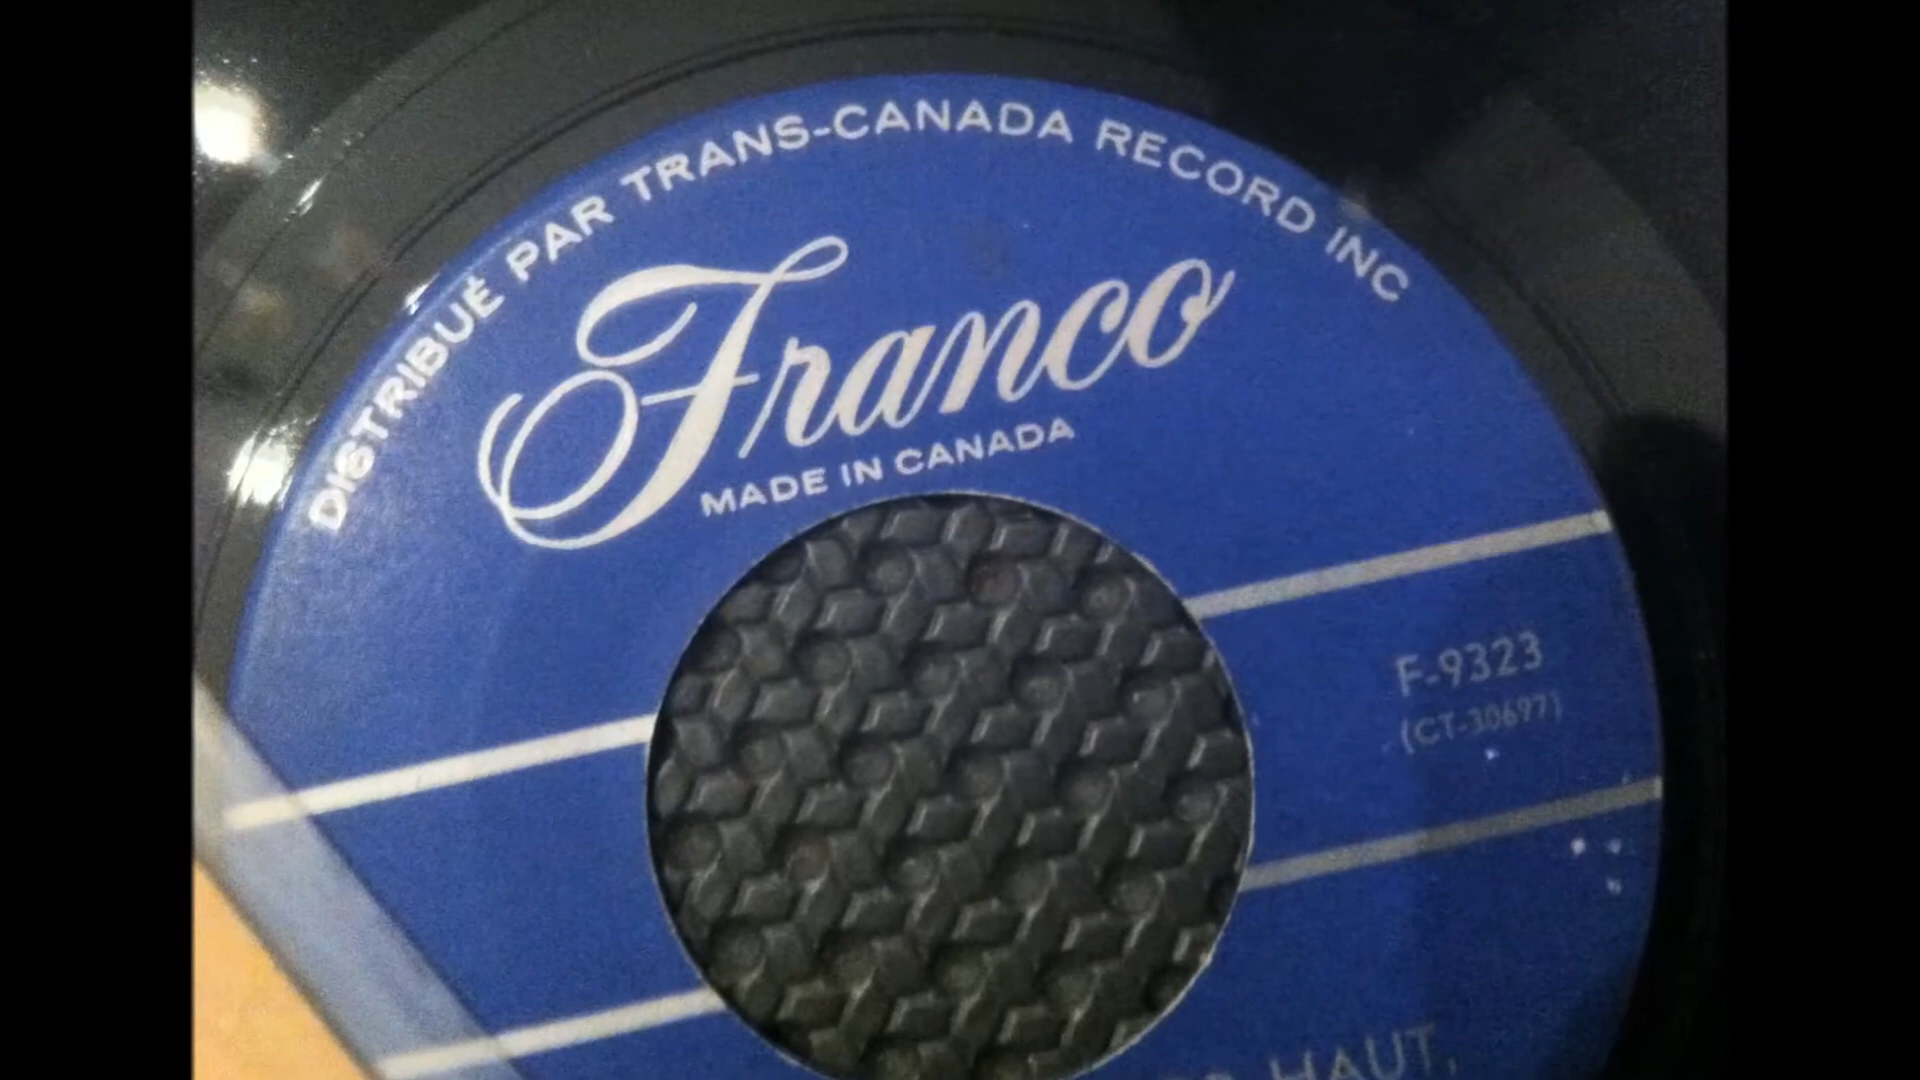 DISTRIBUÉ PAR TRANS-CANADA RECORD INC
Franco
MADE IN CANADA
F-9323
(CT-30697)
HAUT,